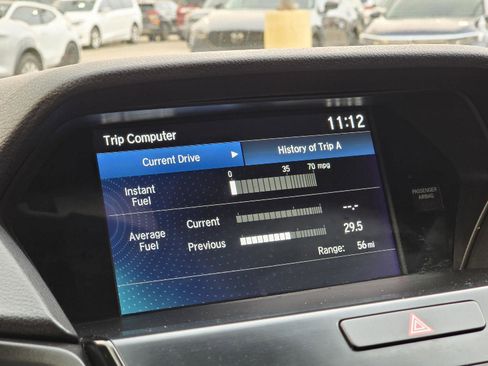 11:12
Trip Computer
Current Drive
History of Trip A
0 35 70 mpg
Instant
Fuel
Current --.-
Average
Fuel
Previous 29.5
Range: 56 mi
PASSENGER
AIRBAG